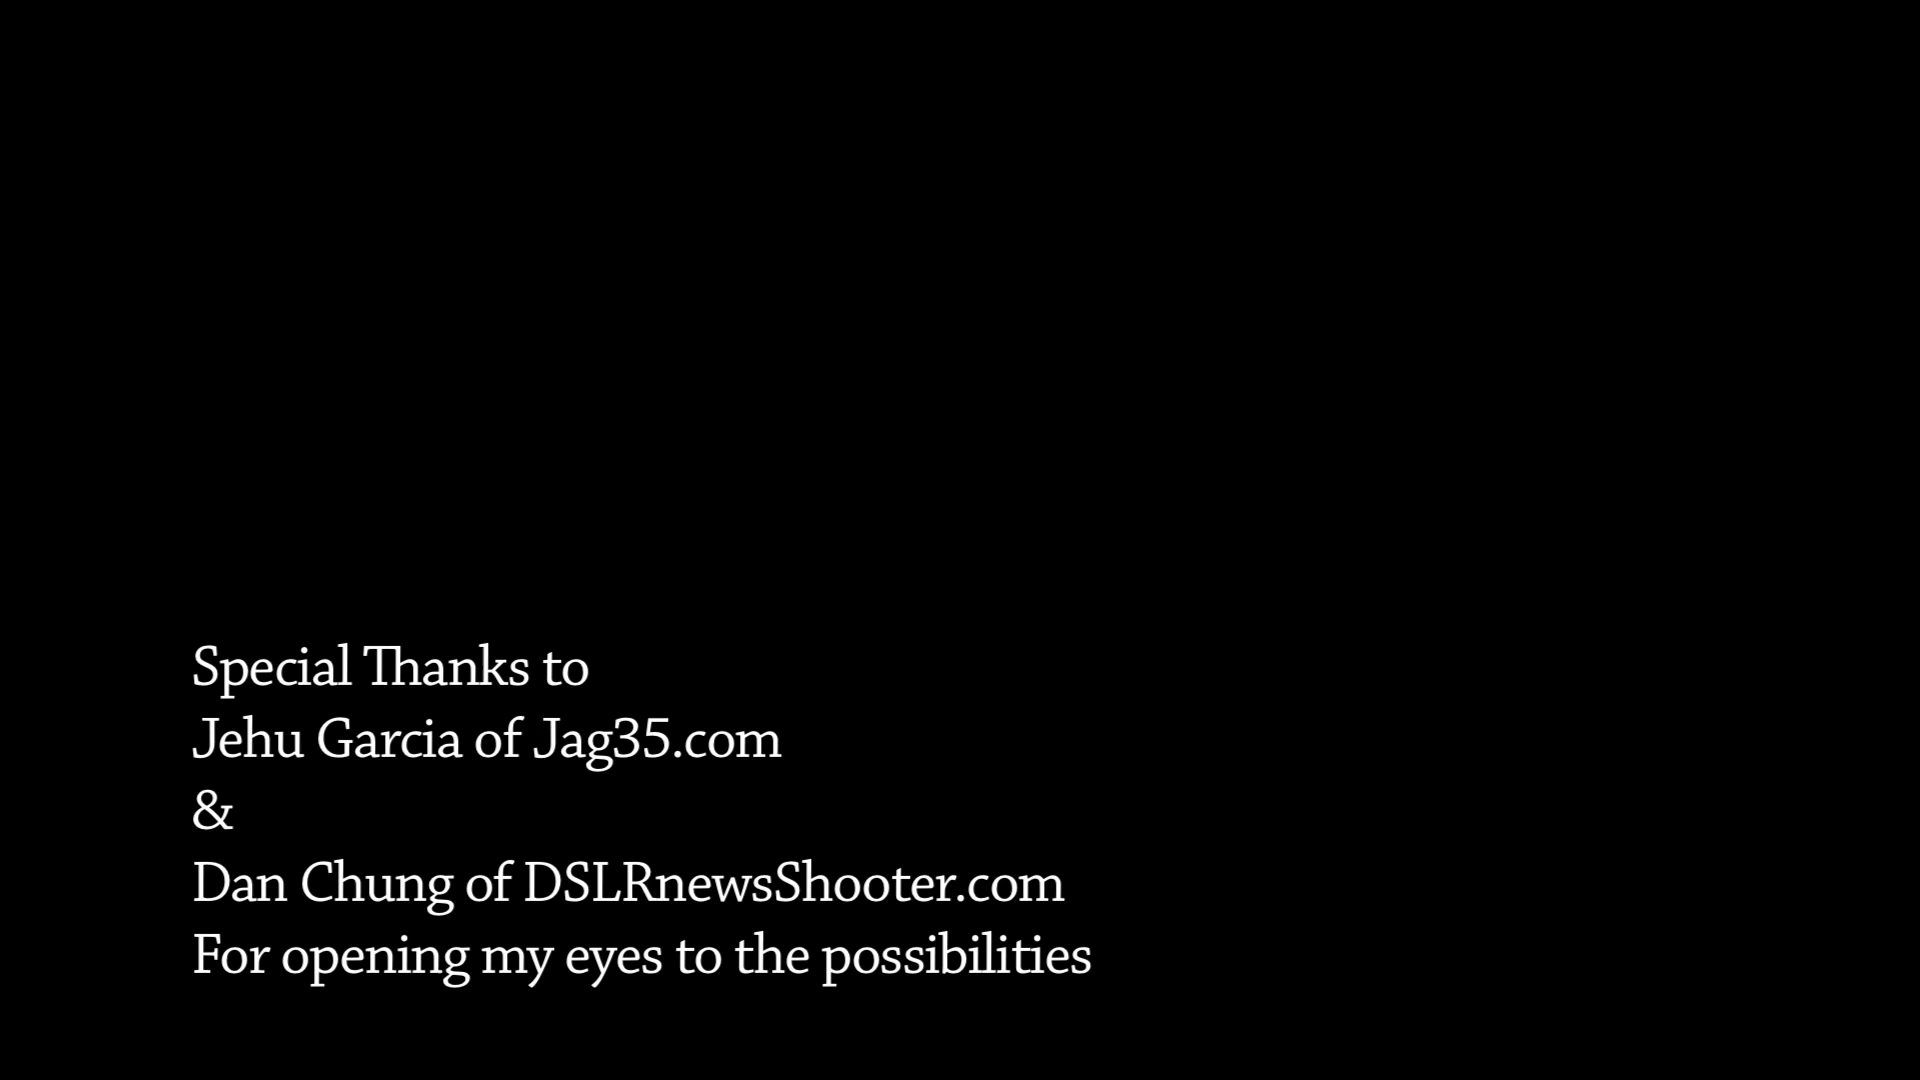 Special Thanks to
Jehu Garcia of Jag35.com
&
Dan Chung of DSLRnewsShooter.com
For opening my eyes to the possibilities